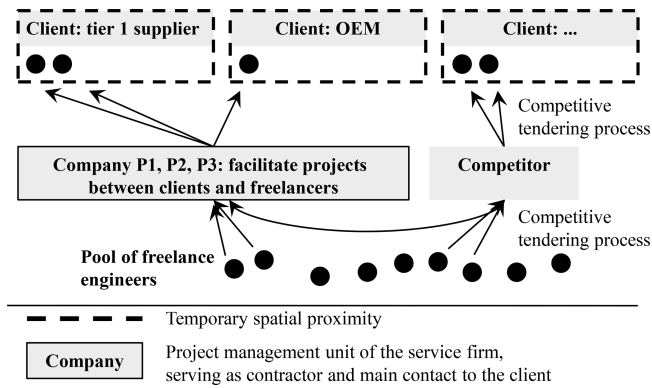 Client: tier 1 supplier
Client: OEM
Client: ...
Competitive
tendering process
Company P1, P2, P3: facilitate projects
between clients and freelancers
Competitor
Competitive
tendering process
Pool of freelance
engineers
Temporary spatial proximity
Company
Project management unit of the service firm,
serving as contractor and main contact to the client